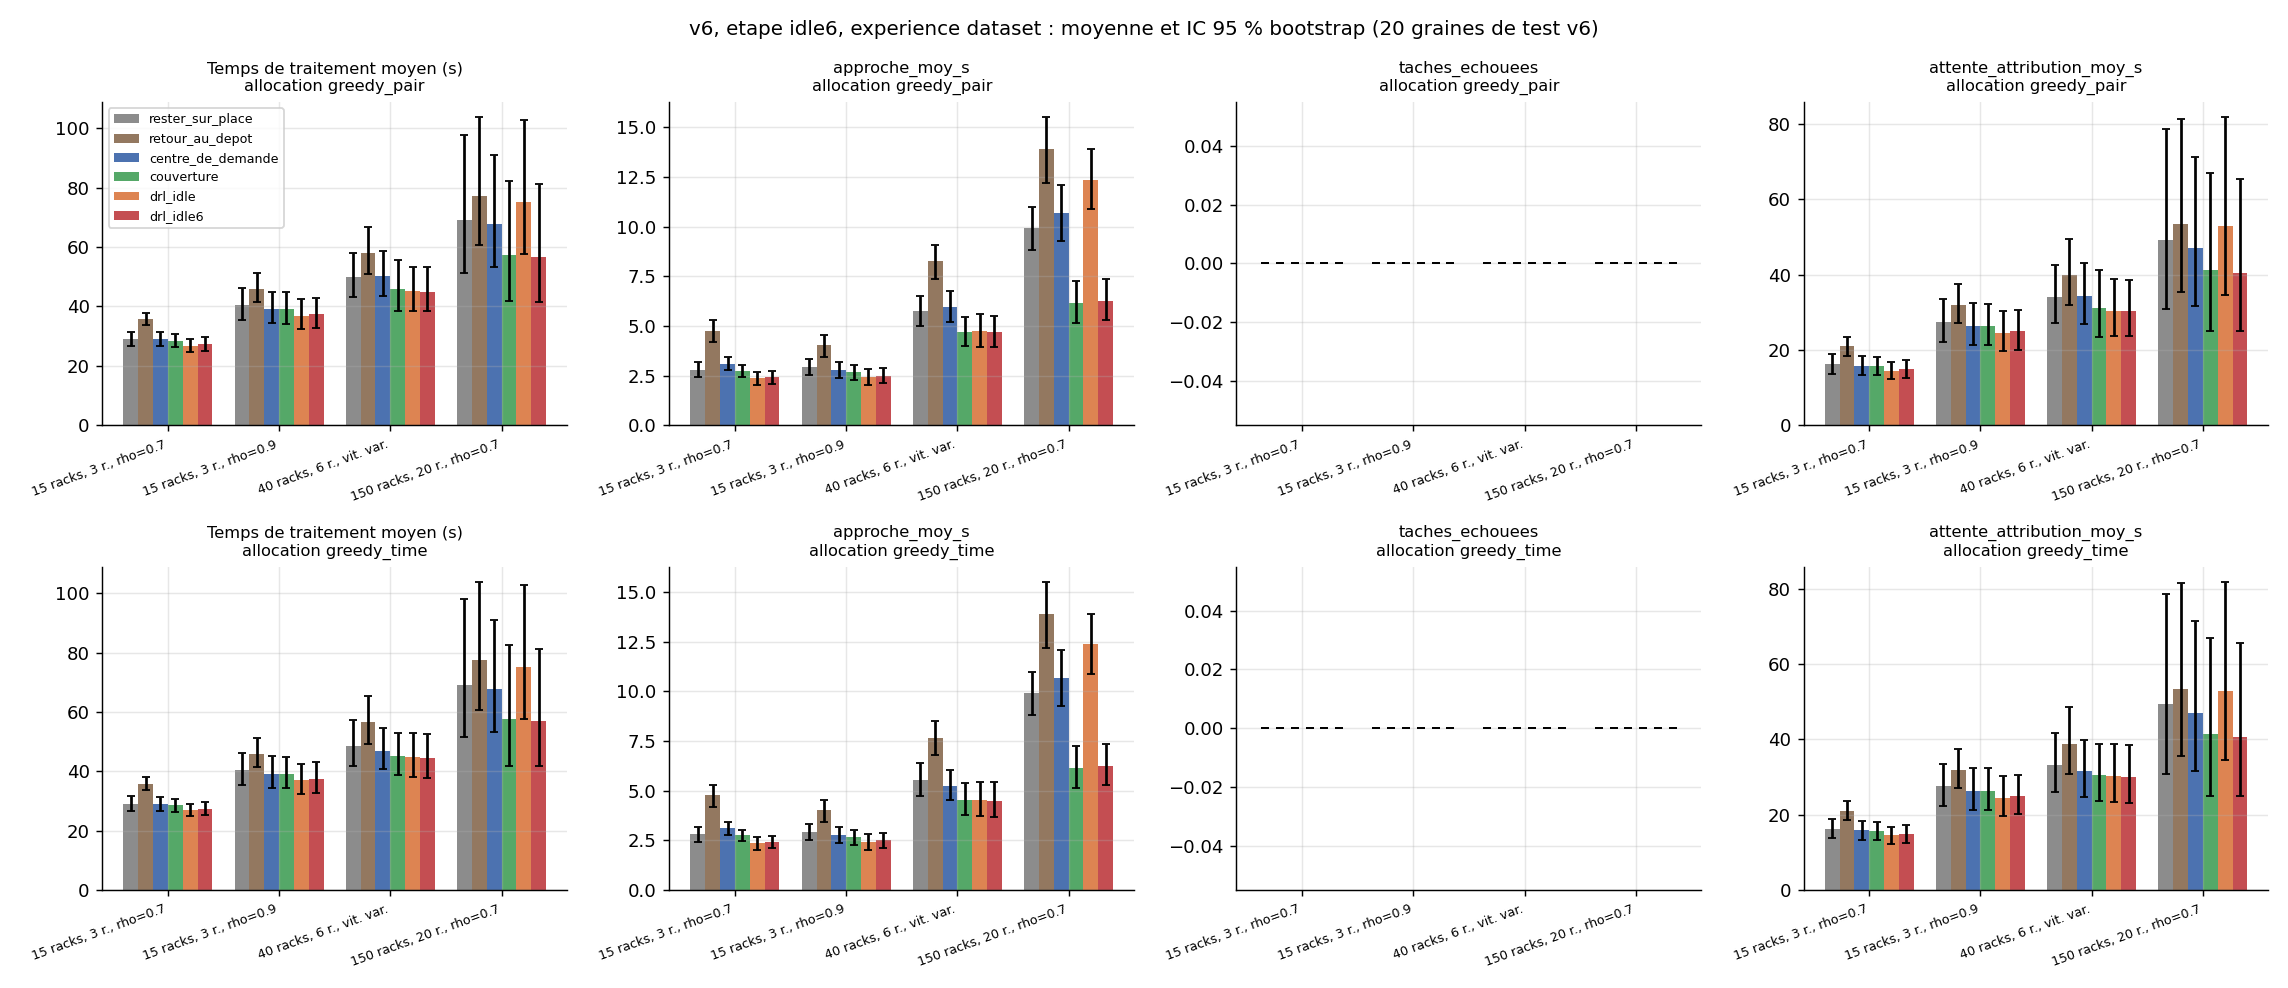 v6, etape idle6, experience dataset : moyenne et IC 95 % bootstrap (20 graines de test v6)
Temps de traitement moyen (s)
allocation greedy_pair
100
80
60
40
20
0
rester_sur_place
retour_au_depot
centre_de_demande
couverture
drl_idle
drl_idle6
15 racks, 3 r., rho=0.7
15 racks, 3 r., rho=0.9
40 racks, 6 r., vit. var.
150 racks, 20 r., rho=0.7
approche_moy_s
allocation greedy_pair
15.0
12.5
10.0
7.5
5.0
2.5
0.0
15 racks, 3 r., rho=0.7
15 racks, 3 r., rho=0.9
40 racks, 6 r., vit. var.
150 racks, 20 r., rho=0.7
taches_echouees
allocation greedy_pair
0.04
0.02
0.00
−0.02
−0.04
15 racks, 3 r., rho=0.7
15 racks, 3 r., rho=0.9
40 racks, 6 r., vit. var.
150 racks, 20 r., rho=0.7
attente_attribution_moy_s
allocation greedy_pair
80
60
40
20
0
15 racks, 3 r., rho=0.7
15 racks, 3 r., rho=0.9
40 racks, 6 r., vit. var.
150 racks, 20 r., rho=0.7
Temps de traitement moyen (s)
allocation greedy_time
100
80
60
40
20
0
15 racks, 3 r., rho=0.7
15 racks, 3 r., rho=0.9
40 racks, 6 r., vit. var.
150 racks, 20 r., rho=0.7
approche_moy_s
allocation greedy_time
15.0
12.5
10.0
7.5
5.0
2.5
0.0
15 racks, 3 r., rho=0.7
15 racks, 3 r., rho=0.9
40 racks, 6 r., vit. var.
150 racks, 20 r., rho=0.7
taches_echouees
allocation greedy_time
0.04
0.02
0.00
−0.02
−0.04
15 racks, 3 r., rho=0.7
15 racks, 3 r., rho=0.9
40 racks, 6 r., vit. var.
150 racks, 20 r., rho=0.7
attente_attribution_moy_s
allocation greedy_time
80
60
40
20
0
15 racks, 3 r., rho=0.7
15 racks, 3 r., rho=0.9
40 racks, 6 r., vit. var.
150 racks, 20 r., rho=0.7